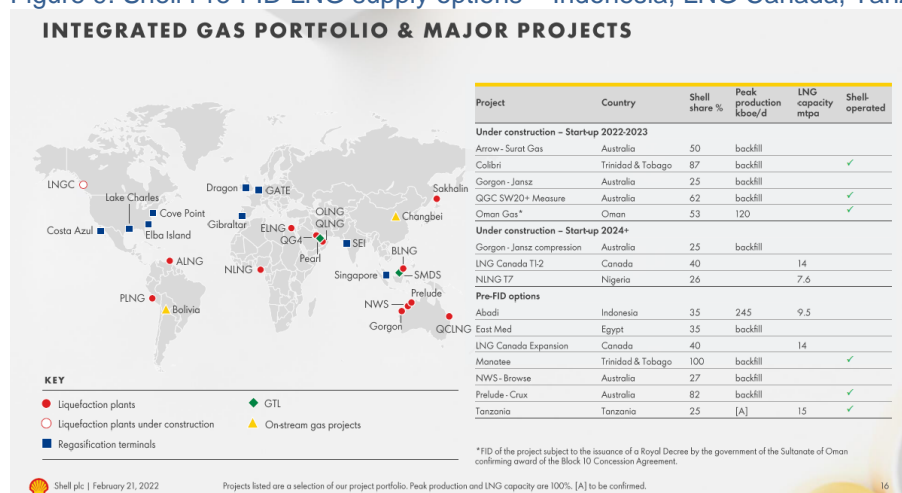 INTEGRATED GAS PORTFOLIO & MAJOR PROJECTS
LNGC
Lake Charles
Cove Point
Costa Azul
Elba Island
Dragon
GATE
Gibraltar
ELNG
OLNG
QLNG
QG4
Pearl
Sakhalin
Changbei
SEI
BLNG
Singapore
SMDS
Prelude
NWS
Gorgon
QCLNG
ALNG
NLNG
PLNG
Bolivia
KEY
Liquefaction plants
GTL
Liquefaction plants under construction
On-stream gas projects
Regasification terminals
Project Country Shell share % Peak production kboe/d LNG capacity mtpa Shell-operated
Under construction – Start-up 2022-2023
Arrow - Surat Gas Australia 50 backfill
Colibri Trinidad & Tobago 87 backfill ✓
Gorgon - Jansz Australia 25 backfill
QGC SW20+ Measure Australia 62 backfill ✓
Oman Gas* Oman 53 120 ✓
Under construction – Start-up 2024+
Gorgon - Jansz compression Australia 25 backfill
LNG Canada T1-2 Canada 40 14
NLNG T7 Nigeria 26 7.6
Pre-FID options
Abadi Indonesia 35 245 9.5
East Med Egypt 35 backfill
LNG Canada Expansion Canada 40 14
Manatee Trinidad & Tobago 100 backfill ✓
NWS - Browse Australia 27 backfill
Prelude - Crux Australia 82 backfill ✓
Tanzania Tanzania 25 [A] 15 ✓
*FID of the project subject to the issuance of a Royal Decree by the government of the Sultanate of Oman
confirming award of the Block 10 Concession Agreement.
Shell plc | February 21, 2022 Projects listed are a selection of our project portfolio. Peak production and LNG capacity are 100%. [A] to be confirmed. 16